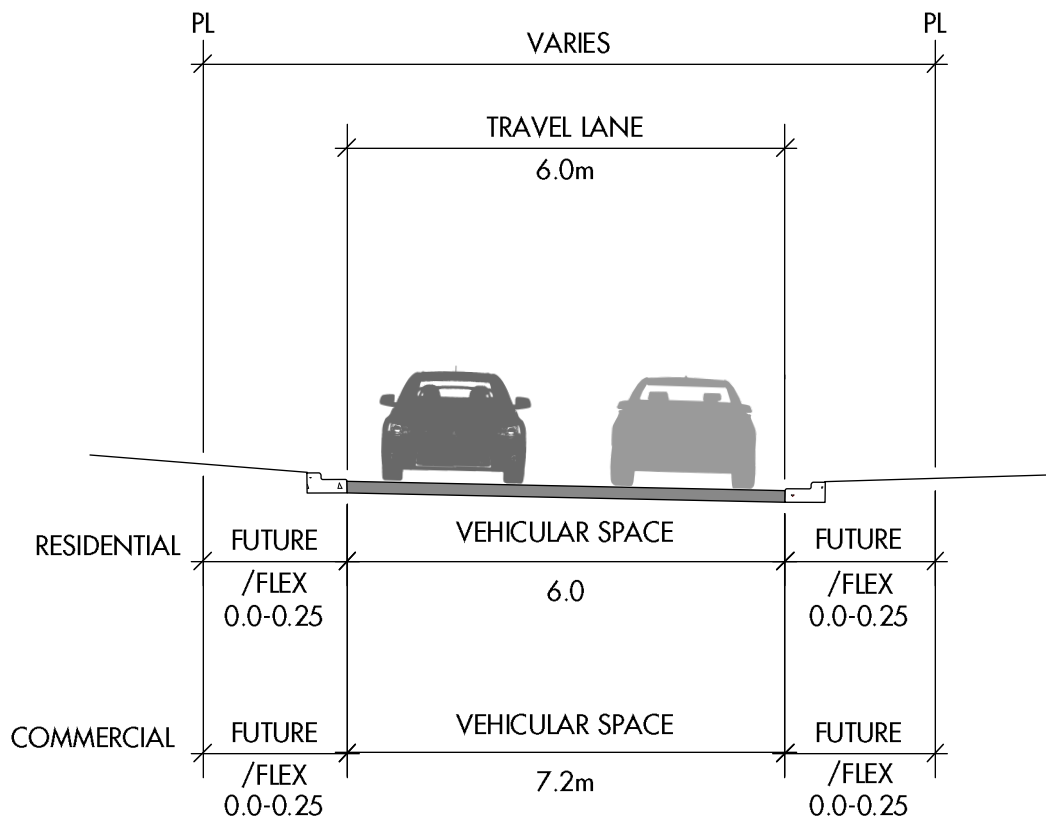 PL
PL
VARIES
TRAVEL LANE
6.0m
RESIDENTIAL
FUTURE
/FLEX
0.0-0.25
VEHICULAR SPACE
6.0
FUTURE
/FLEX
0.0-0.25
COMMERCIAL
FUTURE
/FLEX
0.0-0.25
VEHICULAR SPACE
7.2m
FUTURE
/FLEX
0.0-0.25